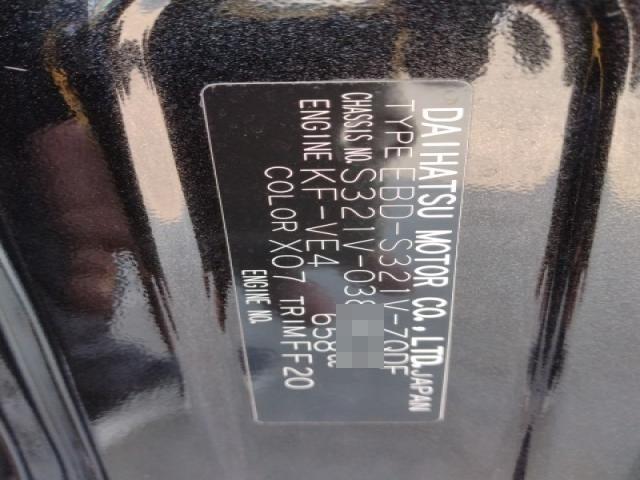 DAIHATSU MOTOR CO., LTD. JAPAN
TYPE EBD-S321V-ZQDF
CHASSIS NO. S321V-038
ENGINE KF-VE4 658
COLOR X07 TRIM FF20
ENGINE NO.